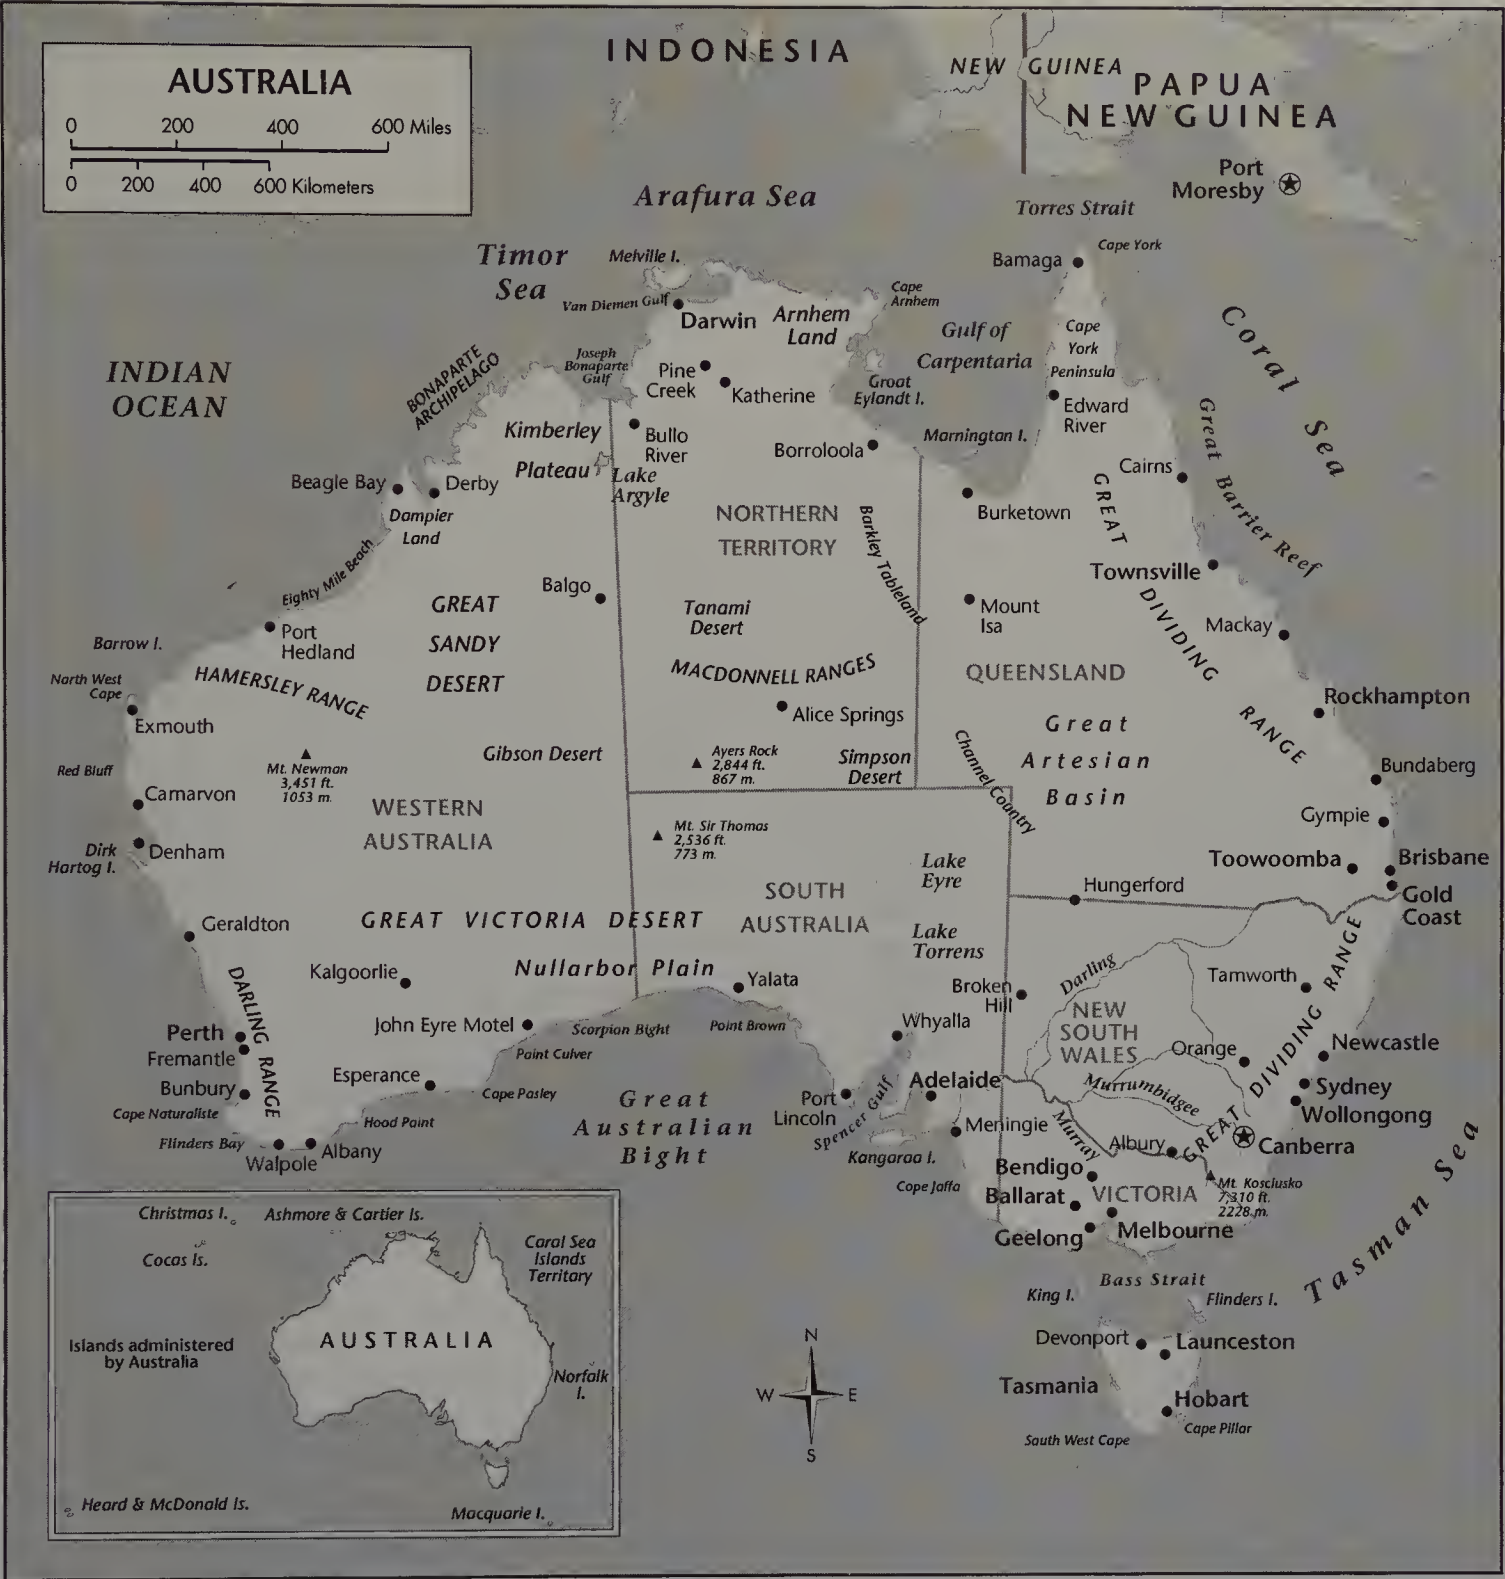 AUSTRALIA
0 200 400 600 Miles
0 200 400 600 Kilometers
INDONESIA
NEW GUINEA
PAPUA
NEW GUINEA
Port
Moresby
Arafura Sea
Torres Strait
Timor
Sea
Melville I.
Van Diemen Gulf
Darwin
Arnhem
Land
Cape
Arnhem
Bamaga
Cape York
Gulf of
Carpentaria
Cape
York
Peninsula
Coral Sea
INDIAN
OCEAN
BONAPARTE
ARCHIPELAGO
Joseph
Bonaparte
Gulf
Pine
Creek
Katherine
Groot
Eylandt I.
Edward
River
Great Barrier Reef
Kimberley
Plateau
Bullo
River
Lake
Argyle
Borroloola
Mornington I.
Cairns
Beagle Bay
Derby
Dampier
Land
NORTHERN
TERRITORY
Barkley Tableland
Burketown
GREAT
DIVIDING
RANGE
Townsville
Eighty Mile Beach
Balgo
GREAT
SANDY
DESERT
Tanami
Desert
Mount
Isa
Mackay
Barrow I.
Port
Hedland
North West
Cape
Exmouth
HAMERSLEY RANGE
MACDONNELL RANGES
QUEENSLAND
Rockhampton
Alice Springs
Great
Artesian
Basin
Red Bluff
Mt. Newman
3,451 ft.
1053 m.
Gibson Desert
Ayers Rock
2,844 ft.
867 m.
Simpson
Desert
Channel Country
Bundaberg
Camarvon
WESTERN
AUSTRALIA
Mt. Sir Thomas
2,536 ft.
773 m.
Gympie
Dirk
Hartog I.
Denham
Lake
Eyre
Toowoomba
Brisbane
Gold
Coast
SOUTH
AUSTRALIA
Hungerford
Geraldton
GREAT VICTORIA DESERT
Lake
Torrens
Kalgoorlie
Nullarbor Plain
Yalata
Broken
Hill
Darling
Tamworth
DARLING RANGE
Perth
Fremantle
John Eyre Motel
Scorpian Bight
Point Brown
Whyalla
NEW
SOUTH
WALES
Orange
GREAT DIVIDING RANGE
Newcastle
Point Culver
Bunbury
Esperance
Cape Pasley
Great
Australian
Bight
Port
Lincoln
Spencer Gulf
Adelaide
Murrumbidgee
Sydney
Wollongong
Cape Naturaliste
Hood Point
Flinders Bay
Walpole
Albany
Kangaroo I.
Meningie
Murray
Albury
Canberra
Cape Jaffa
Bendigo
Ballarat
VICTORIA
Mt. Kosciusko
7,310 ft.
2228 m.
Geelong
Melbourne
Tasman Sea
Bass Strait
King I.
Flinders I.
Devonport
Launceston
Tasmania
Hobart
Cape Pillar
South West Cape
N
W E
S
Christmas I.
Ashmore & Cartier Is.
Cocos Is.
Coral Sea
Islands
Territory
Islands administered
by Australia
AUSTRALIA
Norfolk
I.
Heard & McDonald Is.
Macquarie I.